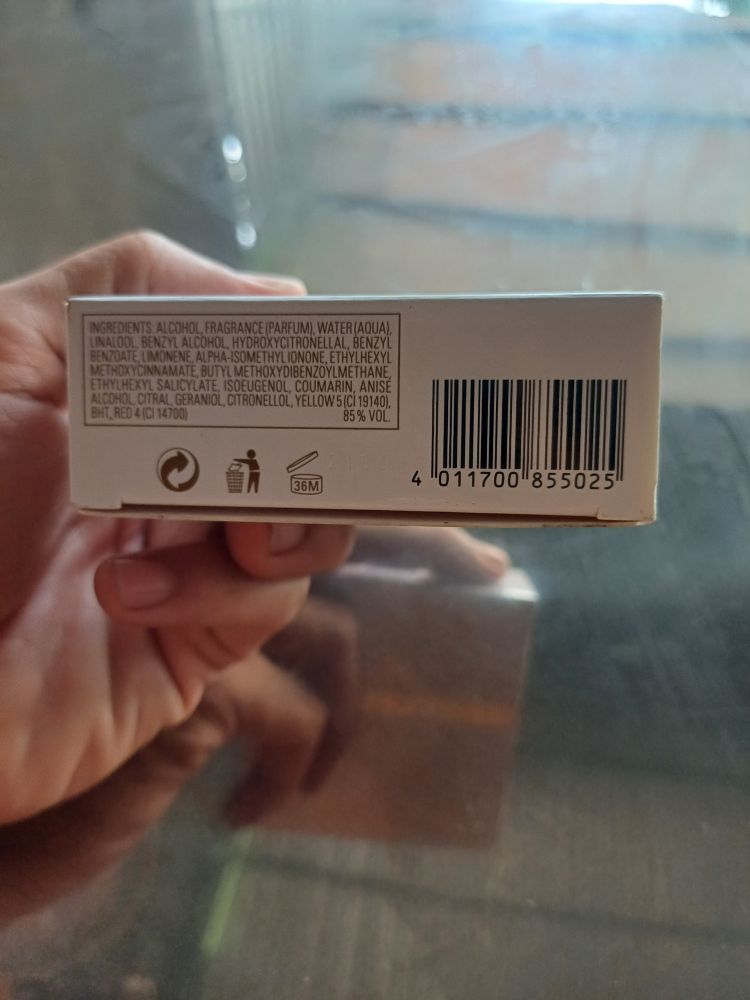 INGREDIENTS: ALCOHOL, FRAGRANCE (PARFUM), WATER (AQUA),
LINALOOL, BENZYL ALCOHOL, HYDROXYCITRONELLAL, BENZYL
BENZOATE, LIMONENE, ALPHA-ISOMETHYL IONONE, ETHYLHEXYL
METHOXYCINNAMATE, BUTYL METHOXYDIBENZOYLMETHANE,
ETHYLHEXYL SALICYLATE, ISOEUGENOL, COUMARIN, ANISE
ALCOHOL, CITRAL, GERANIOL, CITRONELLOL, YELLOW 5 (CI 19140),
BHT, RED 4 (CI 14700) 85% VOL.
36M
4 011700 855025